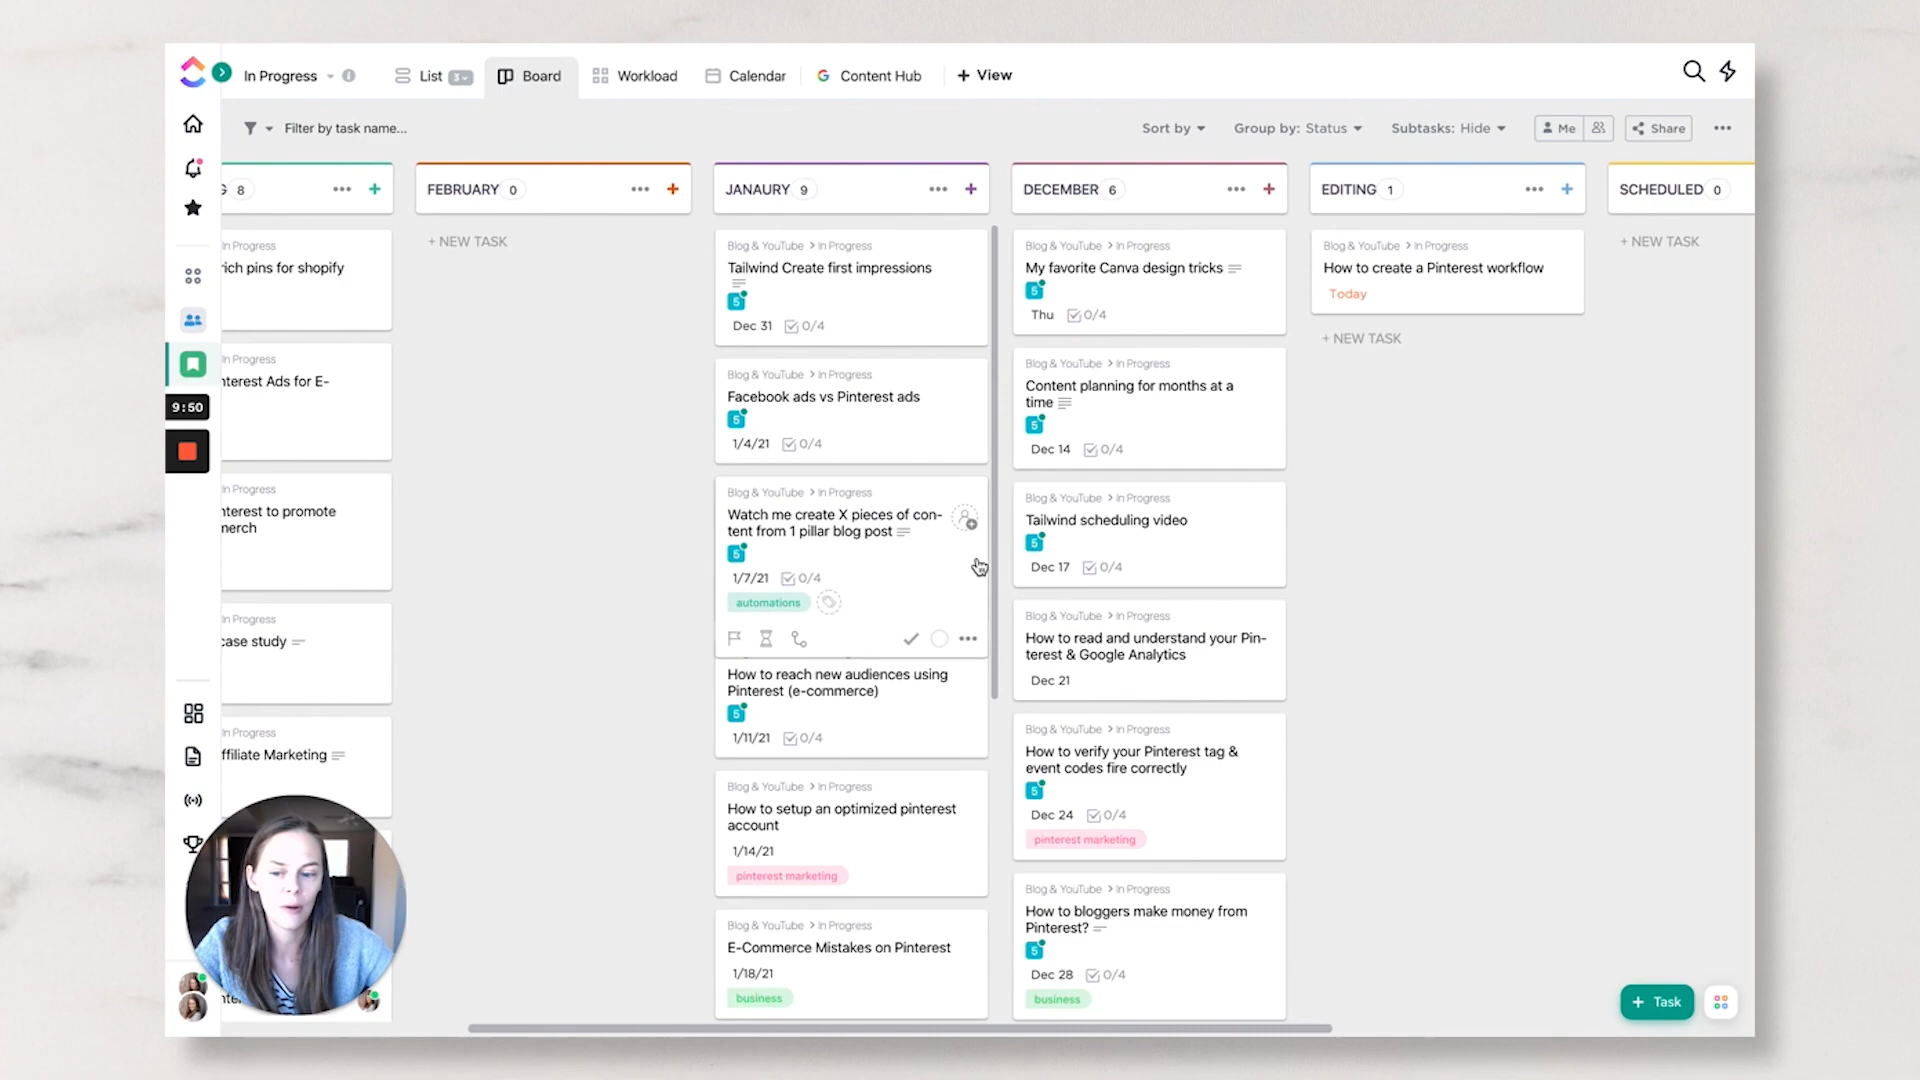 In Progress
List 3
Board
Workload
Calendar
Content Hub
+ View
Filter by task name...
Sort by
Group by: Status
Subtasks: Hide
Me
Share
9:50
8
In Progress
rich pins for shopify
In Progress
nterest Ads for E-
In Progress
nterest to promote
merch
In Progress
case study
In Progress
ffiliate Marketing
FEBRUARY 0
+ NEW TASK
JANAURY 9
Blog & YouTube > In Progress
Tailwind Create first impressions
5
Dec 31 0/4
Blog & YouTube > In Progress
Facebook ads vs Pinterest ads
5
1/4/21 0/4
Blog & YouTube > In Progress
Watch me create X pieces of con-
tent from 1 pillar blog post
5
1/7/21 0/4
automations
How to reach new audiences using
Pinterest (e-commerce)
5
1/11/21 0/4
Blog & YouTube > In Progress
How to setup an optimized pinterest
account
1/14/21
pinterest marketing
Blog & YouTube > In Progress
E-Commerce Mistakes on Pinterest
1/18/21
business
DECEMBER 6
Blog & YouTube > In Progress
My favorite Canva design tricks
5
Thu 0/4
Blog & YouTube > In Progress
Content planning for months at a
time
5
Dec 14 0/4
Blog & YouTube > In Progress
Tailwind scheduling video
5
Dec 17 0/4
Blog & YouTube > In Progress
How to read and understand your Pin-
terest & Google Analytics
Dec 21
Blog & YouTube > In Progress
How to verify your Pinterest tag &
event codes fire correctly
5
Dec 24 0/4
pinterest marketing
Blog & YouTube > In Progress
How to bloggers make money from
Pinterest?
5
Dec 28 0/4
business
EDITING 1
Blog & YouTube > In Progress
How to create a Pinterest workflow
Today
+ NEW TASK
SCHEDULED 0
+ NEW TASK
+ Task